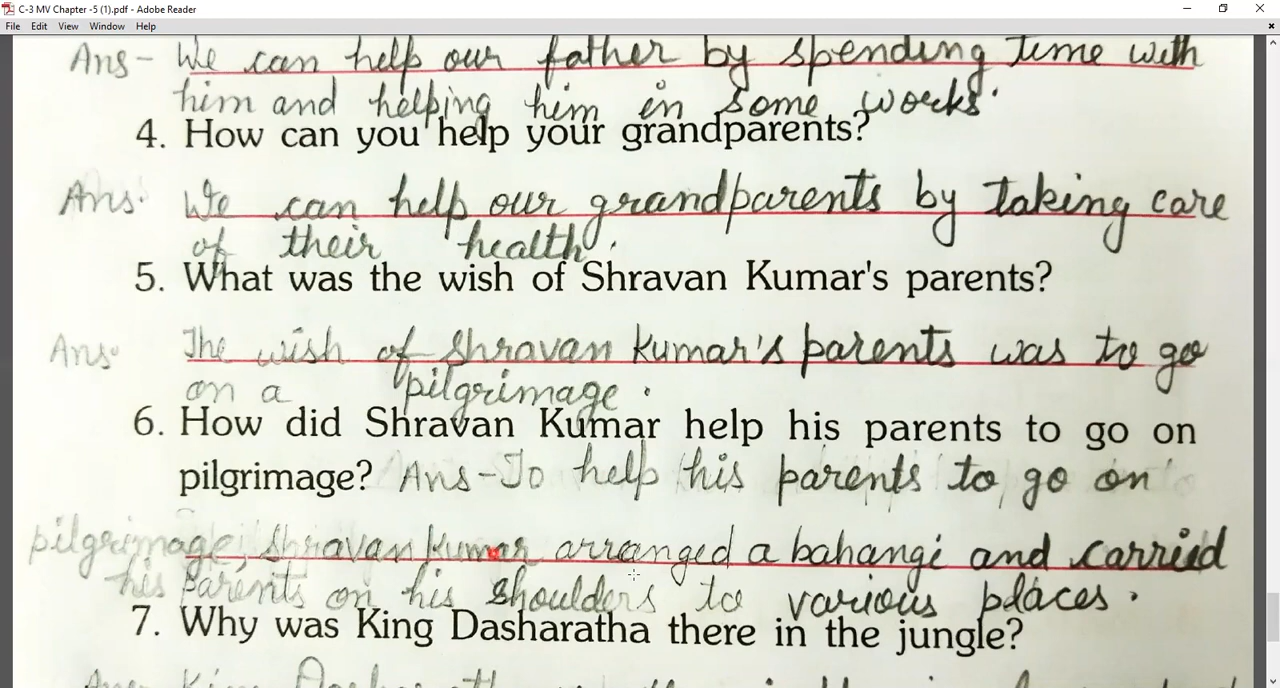 C-3 MV Chapter -5 (1).pdf - Adobe Reader
File Edit View Window Help
Ans- We can help our father by spending time with
him and helping him in some works.
4. How can you help your grandparents?
Ans. We can help our grandparents by taking care
of their health.
5. What was the wish of Shravan Kumar's parents?
Ans. The wish of Shravan Kumar's parents was to go
on a pilgrimage.
6. How did Shravan Kumar help his parents to go on
pilgrimage? Ans-To help his parents to go on
pilgrimage, Shravan Kumar arranged a bahangi and carried
his parents on his shoulders to various places.
7. Why was King Dasharatha there in the jungle?